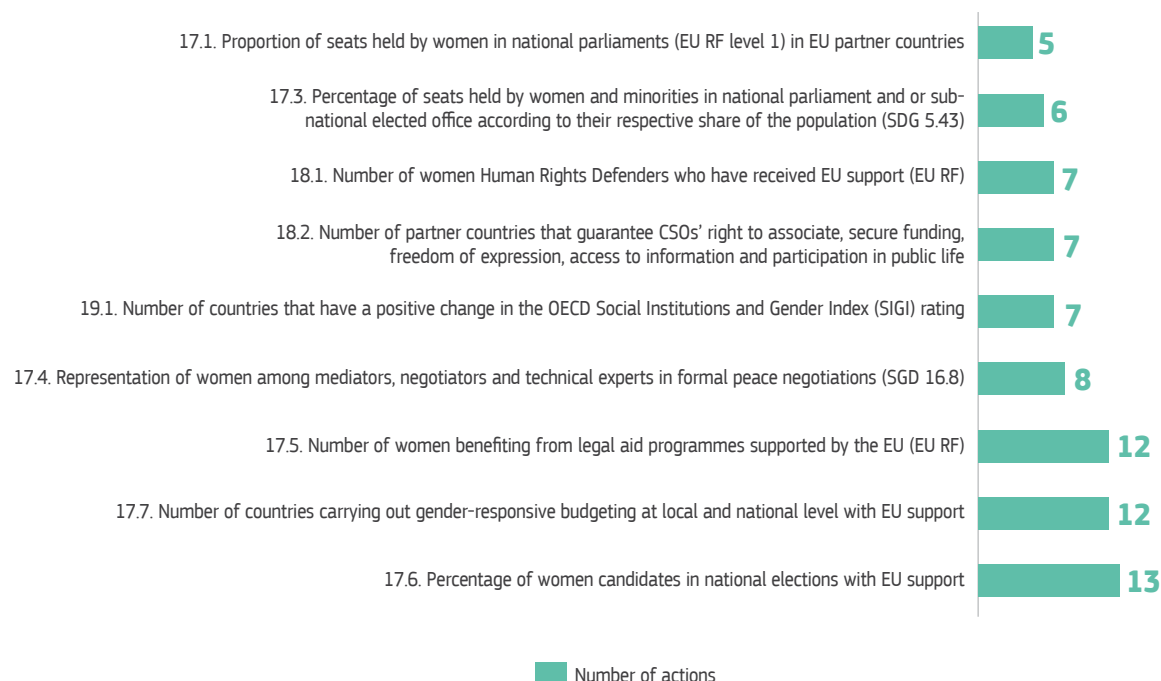 17.1. Proportion of seats held by women in national parliaments (EU RF level 1) in EU partner countries
5
17.3. Percentage of seats held by women and minorities in national parliament and or sub-
national elected office according to their respective share of the population (SDG 5.43)
6
18.1. Number of women Human Rights Defenders who have received EU support (EU RF)
7
18.2. Number of partner countries that guarantee CSOs' right to associate, secure funding,
freedom of expression, access to information and participation in public life
7
19.1. Number of countries that have a positive change in the OECD Social Institutions and Gender Index (SIGI) rating
7
17.4. Representation of women among mediators, negotiators and technical experts in formal peace negotiations (SGD 16.8)
8
17.5. Number of women benefiting from legal aid programmes supported by the EU (EU RF)
12
17.7. Number of countries carrying out gender-responsive budgeting at local and national level with EU support
12
17.6. Percentage of women candidates in national elections with EU support
13
Number of actions